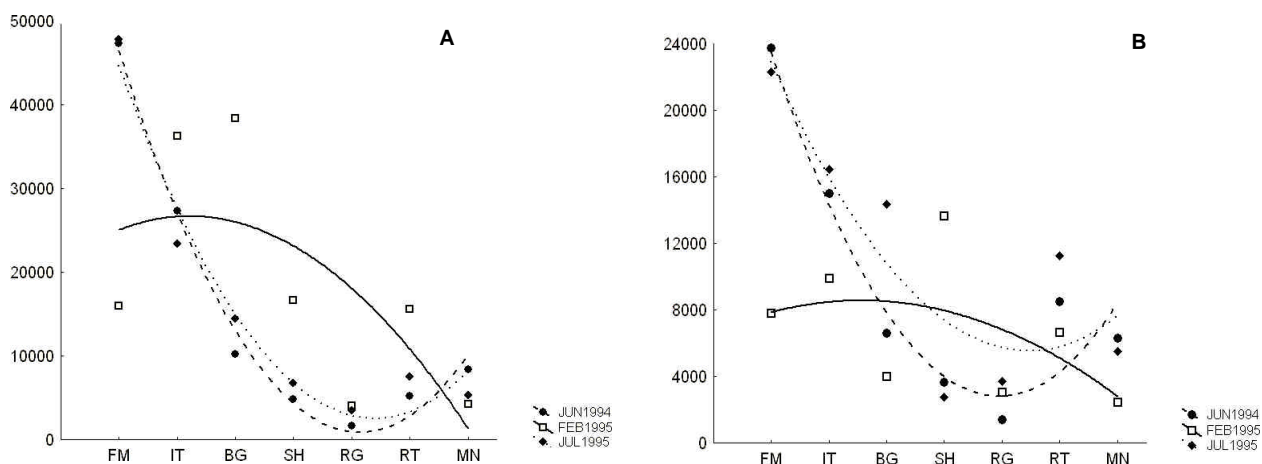 A
50000
40000
30000
20000
10000
0
FM IT BG SH RG RT MN
JUN1994
FEB1995
JUL1995
B
24000
20000
16000
12000
8000
4000
0
FM IT BG SH RG RT MN
JUN1994
FEB1995
JUL1995